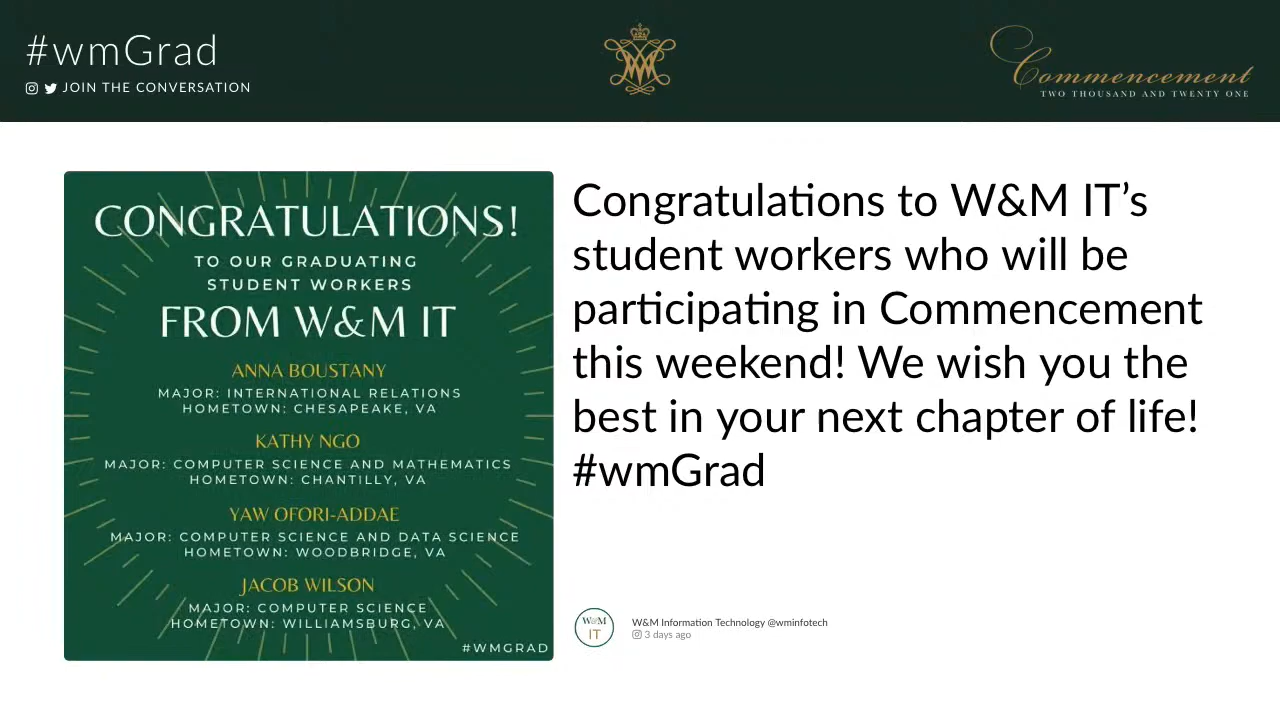 #wmGrad
JOIN THE CONVERSATION
Commencement
TWO THOUSAND AND TWENTY ONE
CONGRATULATIONS!
TO OUR GRADUATING
STUDENT WORKERS
FROM W&M IT
ANNA BOUSTANY
MAJOR: INTERNATIONAL RELATIONS
HOMETOWN: CHESAPEAKE, VA
KATHY NGO
MAJOR: COMPUTER SCIENCE AND MATHEMATICS
HOMETOWN: CHANTILLY, VA
YAW OFORI-ADDAE
MAJOR: COMPUTER SCIENCE AND DATA SCIENCE
HOMETOWN: WOODBRIDGE, VA
JACOB WILSON
MAJOR: COMPUTER SCIENCE
HOMETOWN: WILLIAMSBURG, VA
#WMGRAD
Congratulations to W&M IT’s
student workers who will be
participating in Commencement
this weekend! We wish you the
best in your next chapter of life!
#wmGrad
W&M
IT
W&M Information Technology @wminfotech
3 days ago